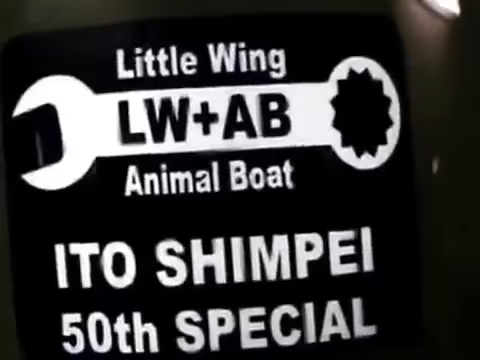 Little Wing
LW+AB
Animal Boat
ITO SHIMPEI
50th SPECIAL